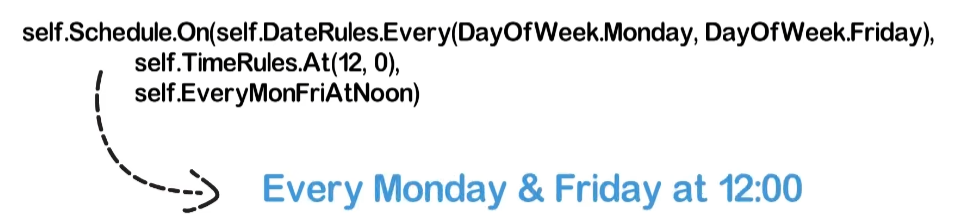 self.Schedule.On(self.DateRules.Every(DayOfWeek.Monday, DayOfWeek.Friday),
self.TimeRules.At(12, 0),
self.EveryMonFriAtNoon)
Every Monday & Friday at 12:00